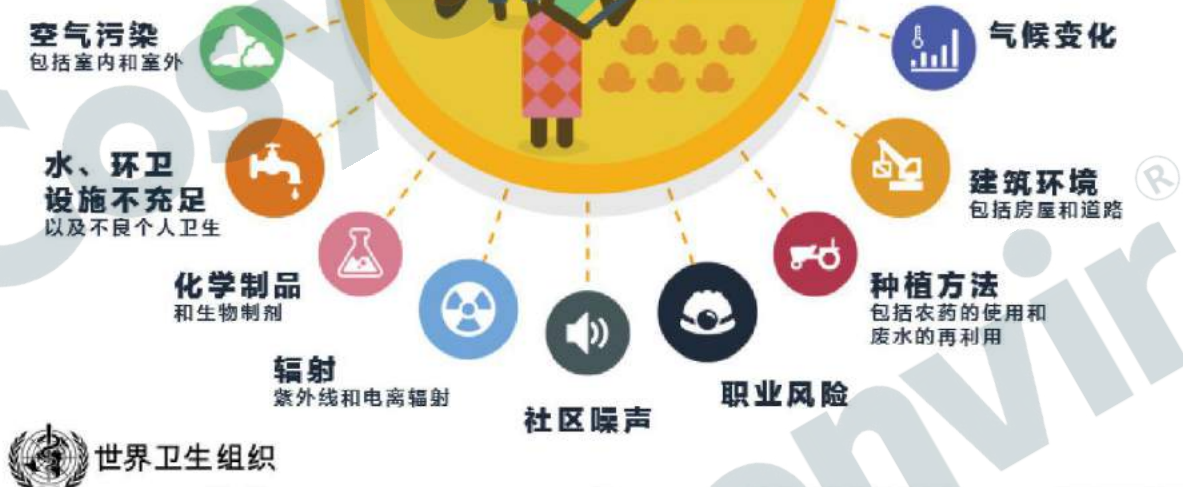 空气污染
包括室内和室外
气候变化
水、环卫
设施不充足
以及不良个人卫生
建筑环境
包括房屋和道路
化学制品
和生物制剂
种植方法
包括农药的使用和
废水的再利用
辐射
紫外线和电离辐射
职业风险
社区噪声
世界卫生组织
Cosy
envir
®